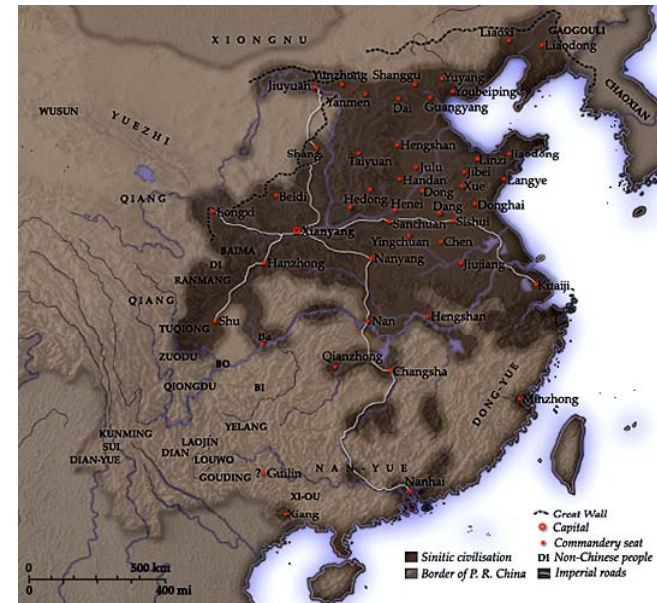 XIONGNU
Liaoxi
GAOGOULI
Liaodong
CHAOXIAN
Yunzhong
Shanggu
Yuyang
Jiuyuan
Youbeiping
Yanmen
Dai
Guangyang
WUSUN
YUEZHI
Shang
Hengshan
Taiyuan
Linzi
Jiaodong
Julu
Jibei
QIANG
Beidi
Handan
Langye
Dong
Xue
Hedong
Henei
Dang
Donghai
Longxi
Sanchuan
Sishui
Xianyang
Yingchuan
Chen
BAIMA
DI
Hanzhong
Nanyang
Jiujiang
RANMANG
Kuaiji
QIANG
Shu
Nan
Hengshan
TUQIONG
Ba
ZUODU
BO
Qianzhong
Changsha
QIONGDU
BI
DONG-YUE
Minzhong
YELANG
KUNMING
SUI
LAOJIN
DIAN-YUE
DIAN
LOUWO
NAN-YUE
GOUDING
? Guilin
XI-OU
Nanhai
Xiang
Great Wall
Capital
Commandery seat
Sinitic civilisation
DI Non-Chinese people
Border of P. R. China
Imperial roads
0 500 km
0 400 mi